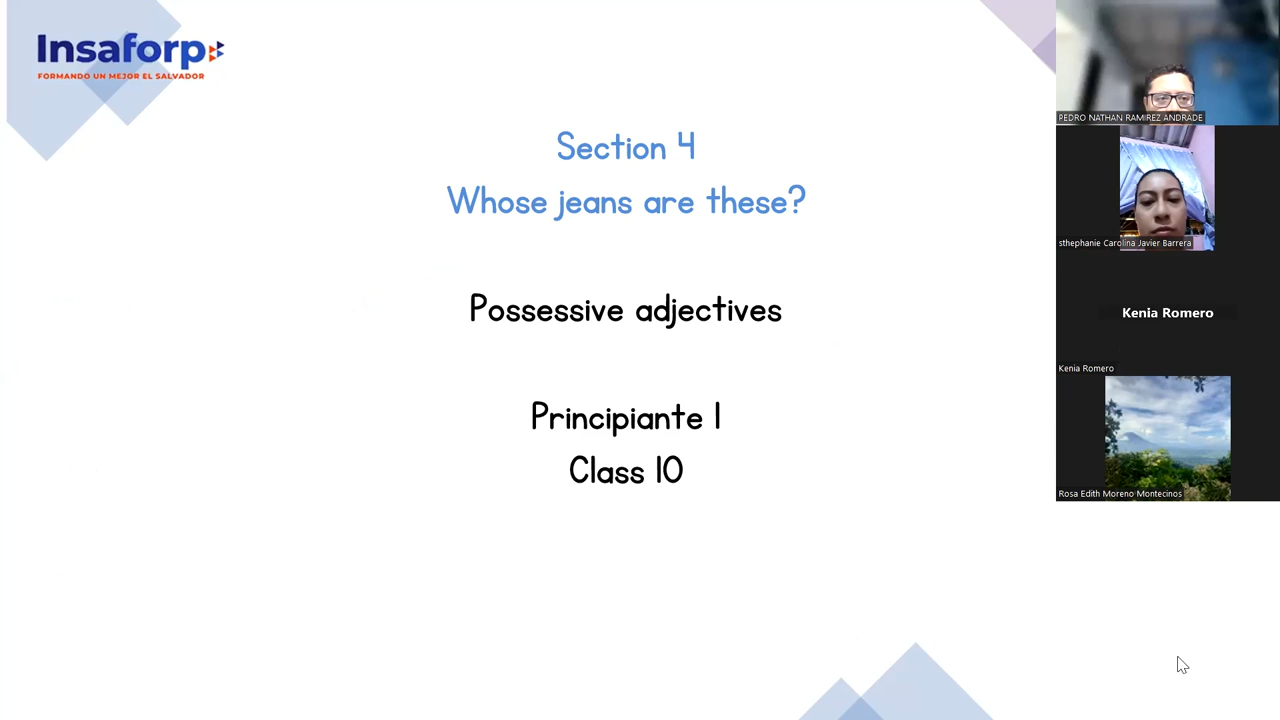 Insaforp
FORMANDO UN MEJOR EL SALVADOR
Section 4
Whose jeans are these?
Possessive adjectives
Principiante 1
Class 10
PEDRO NATHAN RAMIREZ ANDRADE
sthephanie Carolina Javier Barrera
Kenia Romero
Kenia Romero
Rosa Edith Moreno Montecinos